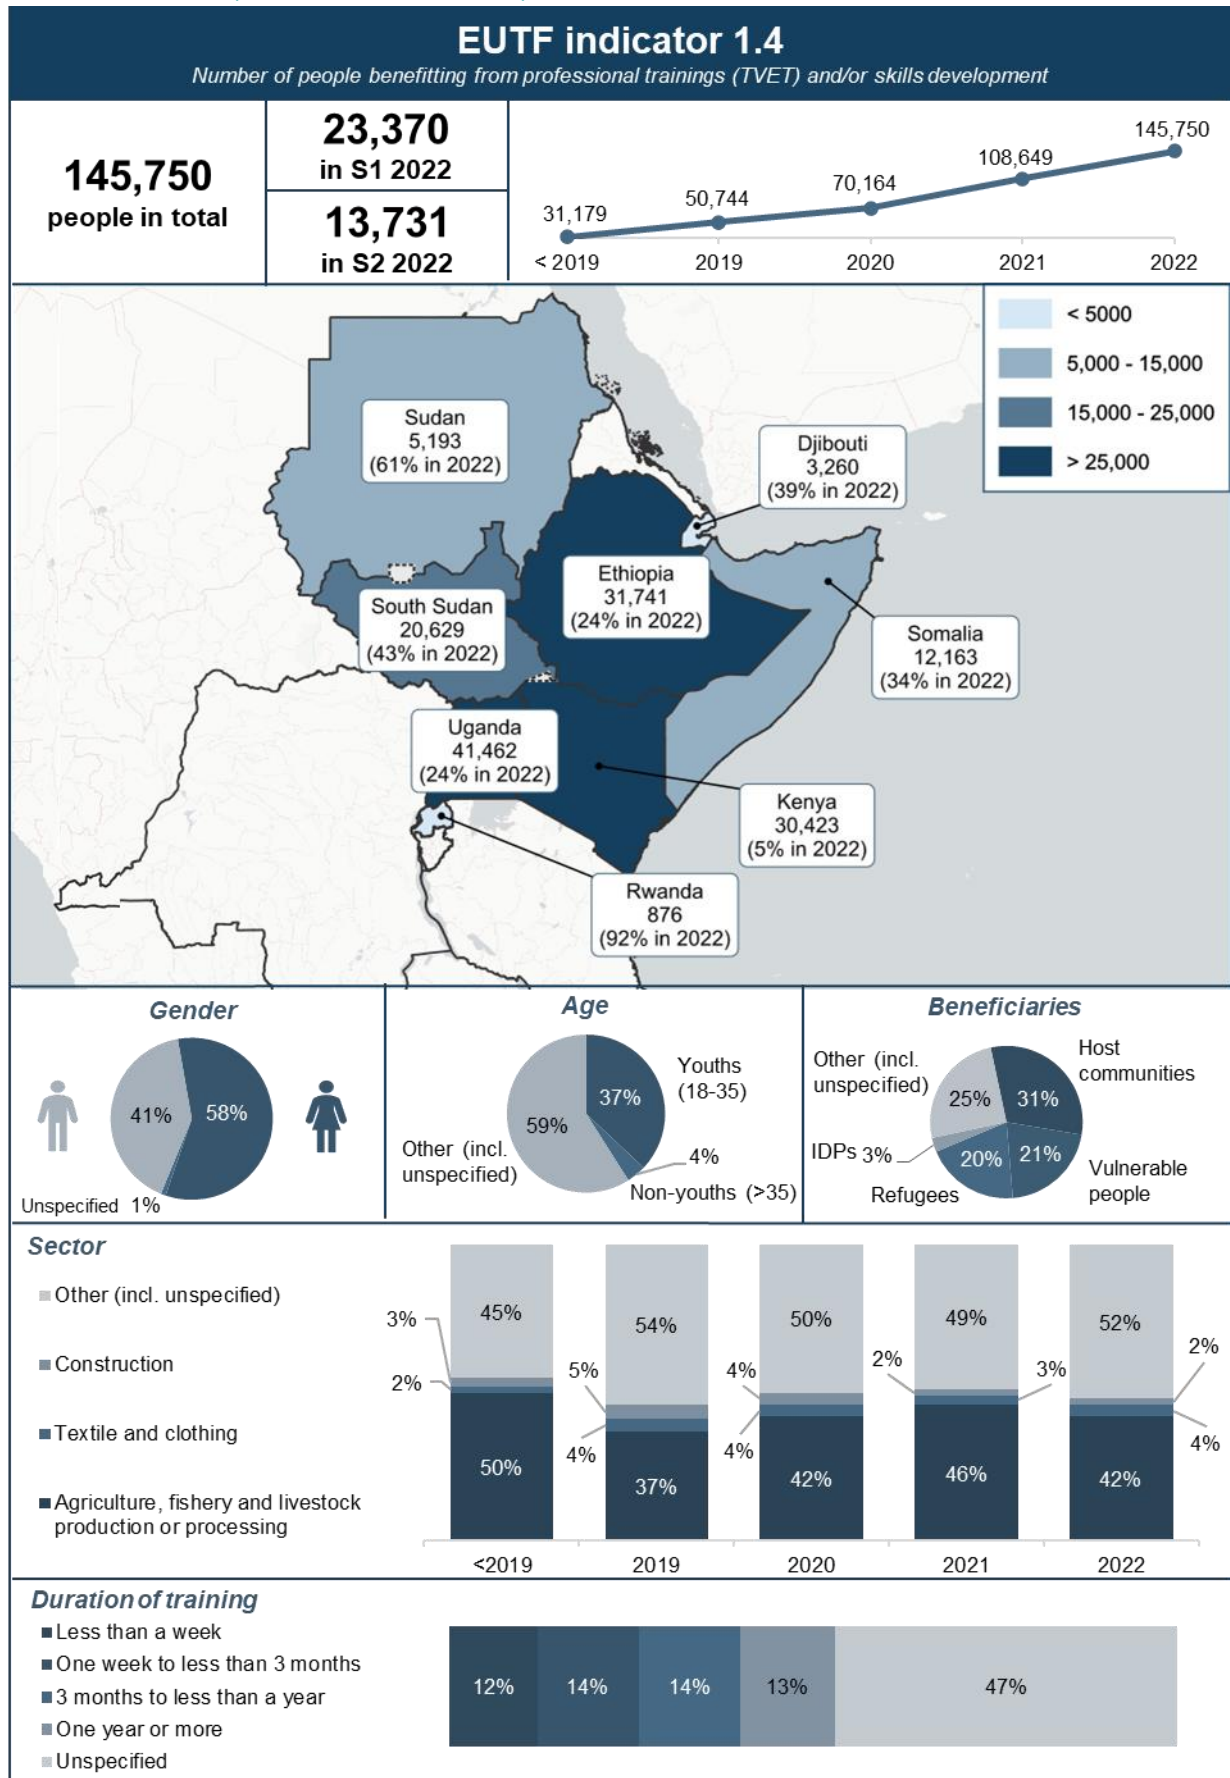 EUTF indicator 1.4
Number of people benefitting from professional trainings (TVET) and/or skills development
145,750
people in total
23,370
in S1 2022
13,731
in S2 2022
31,179
50,744
70,164
108,649
145,750
< 2019
2019
2020
2021
2022
< 5000
5,000 - 15,000
15,000 - 25,000
> 25,000
Sudan
5,193
(61% in 2022)
Djibouti
3,260
(39% in 2022)
Ethiopia
31,741
(24% in 2022)
South Sudan
20,629
(43% in 2022)
Somalia
12,163
(34% in 2022)
Uganda
41,462
(24% in 2022)
Kenya
30,423
(5% in 2022)
Rwanda
876
(92% in 2022)
Gender
41%
58%
Unspecified 1%
Age
Youths
(18-35)
37%
59%
Other (incl.
unspecified)
4%
Non-youths (>35)
Beneficiaries
Other (incl.
unspecified)
Host
communities
25%
31%
IDPs 3%
20%
21%
Refugees
Vulnerable
people
Sector
Other (incl. unspecified)
Construction
Textile and clothing
Agriculture, fishery and livestock
production or processing
45%
3%
2%
50%
54%
5%
4%
37%
50%
4%
4%
42%
49%
2%
3%
46%
52%
2%
4%
42%
<2019
2019
2020
2021
2022
Duration of training
Less than a week
One week to less than 3 months
3 months to less than a year
One year or more
Unspecified
12%
14%
14%
13%
47%